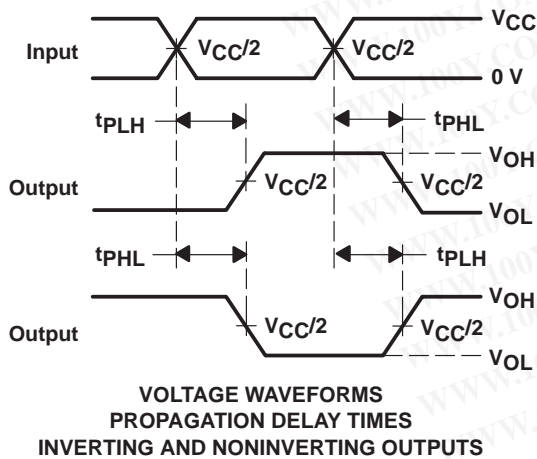 VCC
Input
VCC/2
VCC/2
0 V
tPLH
tPHL
VOH
Output
VCC/2
VCC/2
VOL
tPHL
tPLH
VOH
Output
VCC/2
VCC/2
VOL
VOLTAGE WAVEFORMS
PROPAGATION DELAY TIMES
INVERTING AND NONINVERTING OUTPUTS